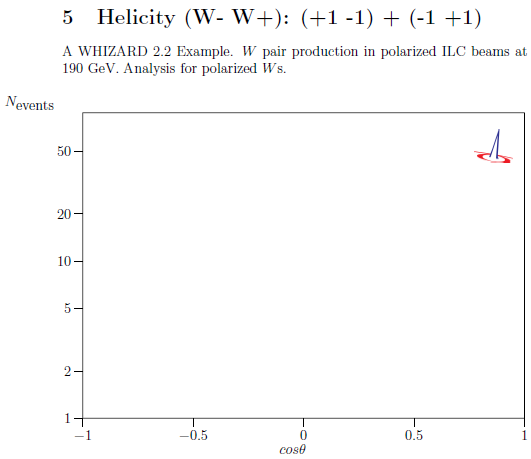 5 Helicity (W- W+): (+1 -1) + (-1 +1)
A WHIZARD 2.2 Example. W pair production in polarized ILC beams at
190 GeV. Analysis for polarized Ws.
Nevents
50
20
10
5
2
1
−1 −0.5 0 0.5 1
cosθ